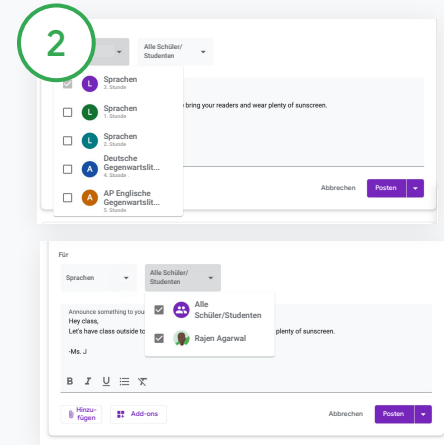 2
Alle Schüler/
Studenten
Sprachen
3. Stunde
L
Sprachen
1. Stunde
L
bring your readers and wear plenty of sunscreen.
Sprachen
2. Stunde
L
Deutsche
Gegenwartslit...
4. Stunde
A
AP Englische
Gegenwartslit...
5. Stunde
A
Abbrechen
Posten
Für
Sprachen
Alle Schüler/
Studenten
Announce something to your
Hey class,
Let's have class outside to
plenty of sunscreen.
-Ms. J
Alle
Schüler/Studenten
Rajen Agarwal
B I U
Hinzu-
fügen
Add-ons
Abbrechen
Posten